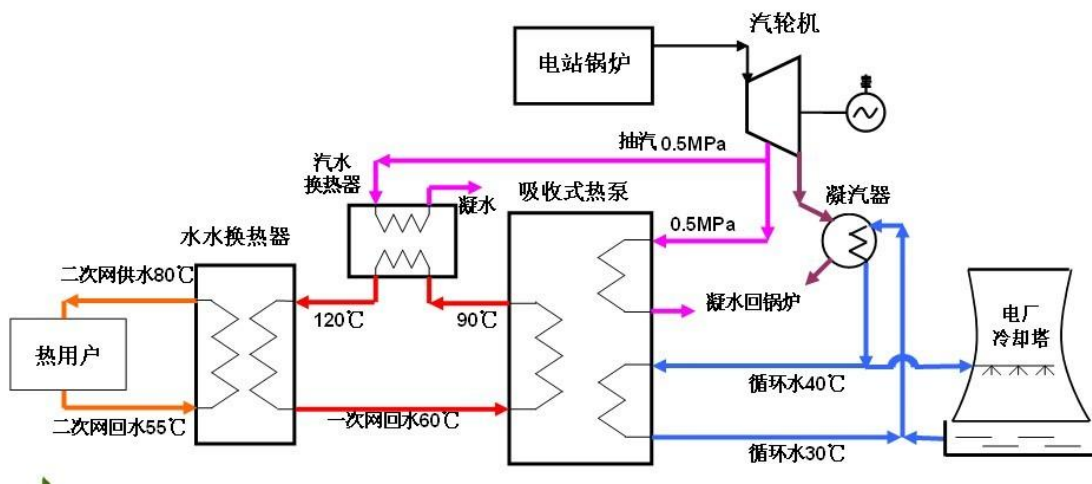 汽轮机
电站锅炉
抽汽 0.5MPa
汽水
换热器
凝水
吸收式热泵
凝汽器
0.5MPa
水水换热器
二次网供水80℃
120℃
90℃
凝水回锅炉
电厂
冷却塔
热用户
循环水40℃
二次网回水55℃
一次网回水60℃
循环水30℃